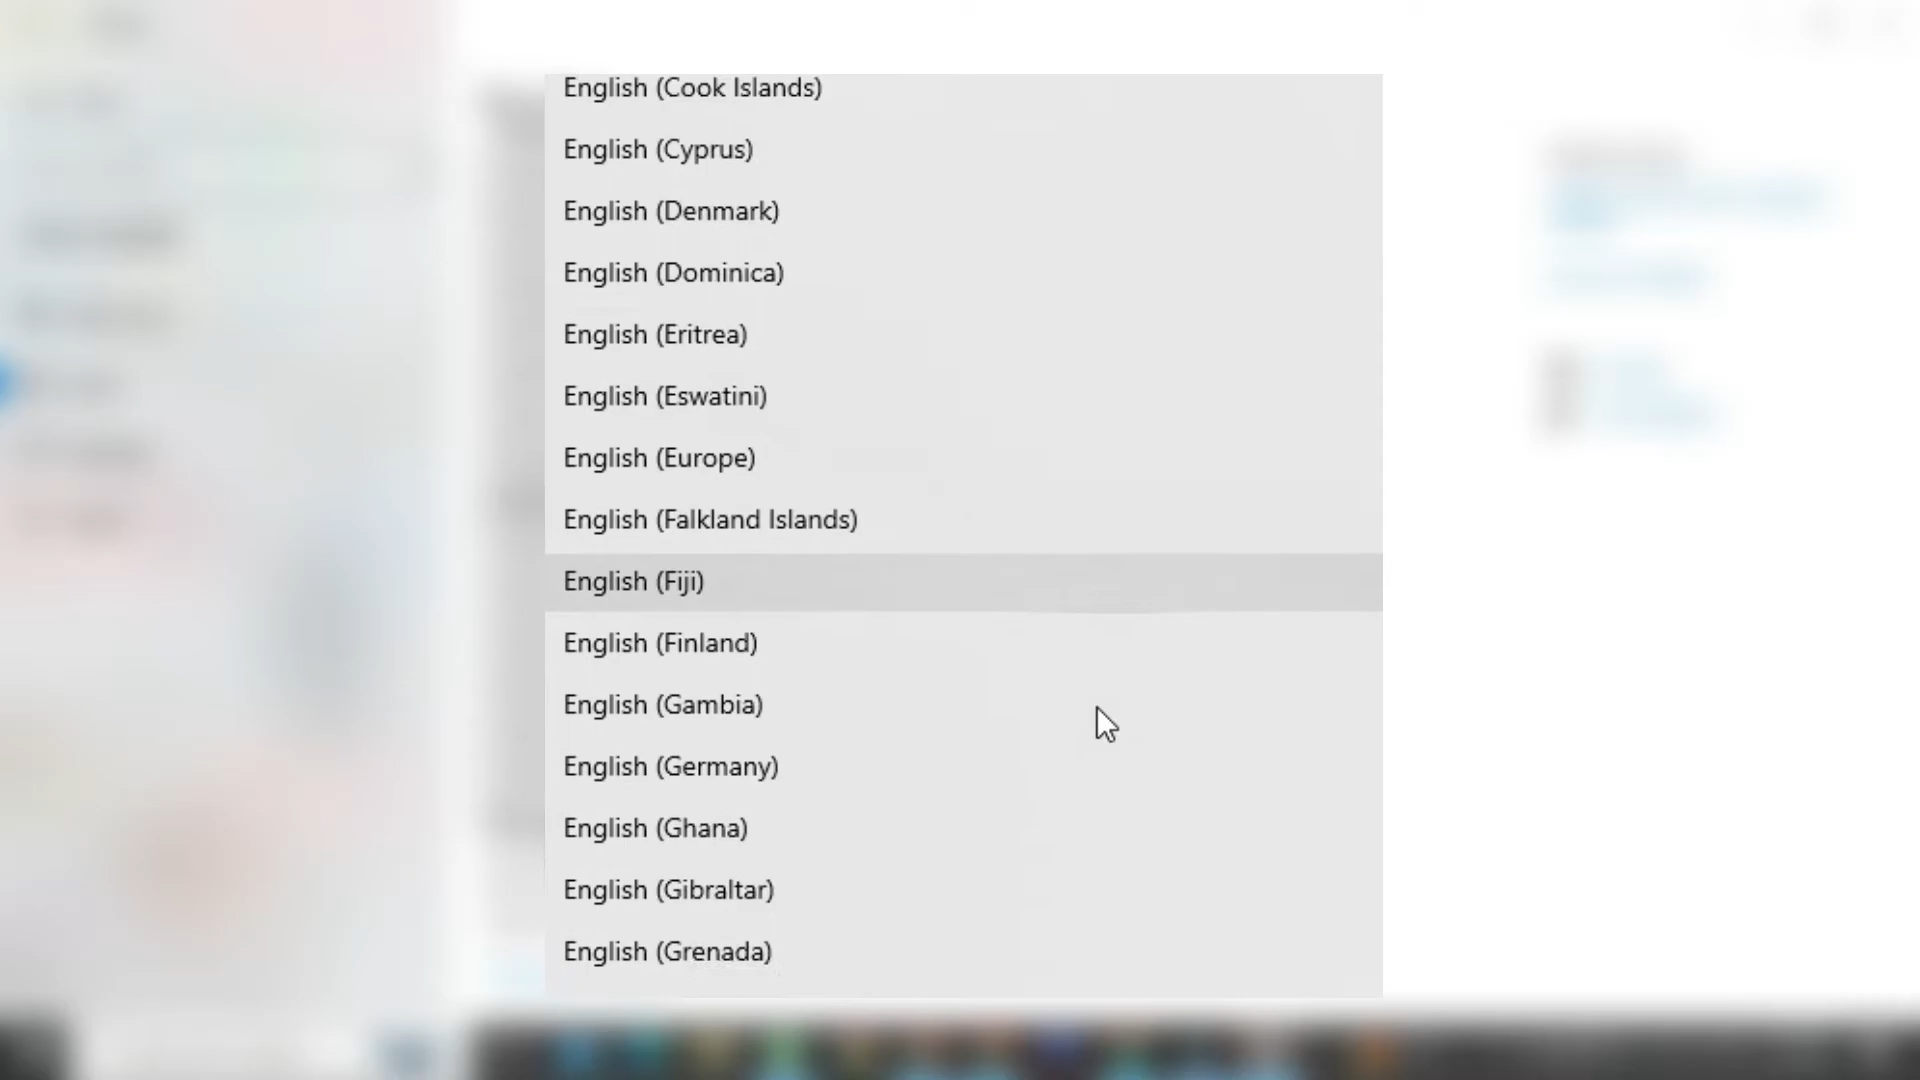 English (Cook Islands)
English (Cyprus)
English (Denmark)
English (Dominica)
English (Eritrea)
English (Eswatini)
English (Europe)
English (Falkland Islands)
English (Fiji)
English (Finland)
English (Gambia)
English (Germany)
English (Ghana)
English (Gibraltar)
English (Grenada)